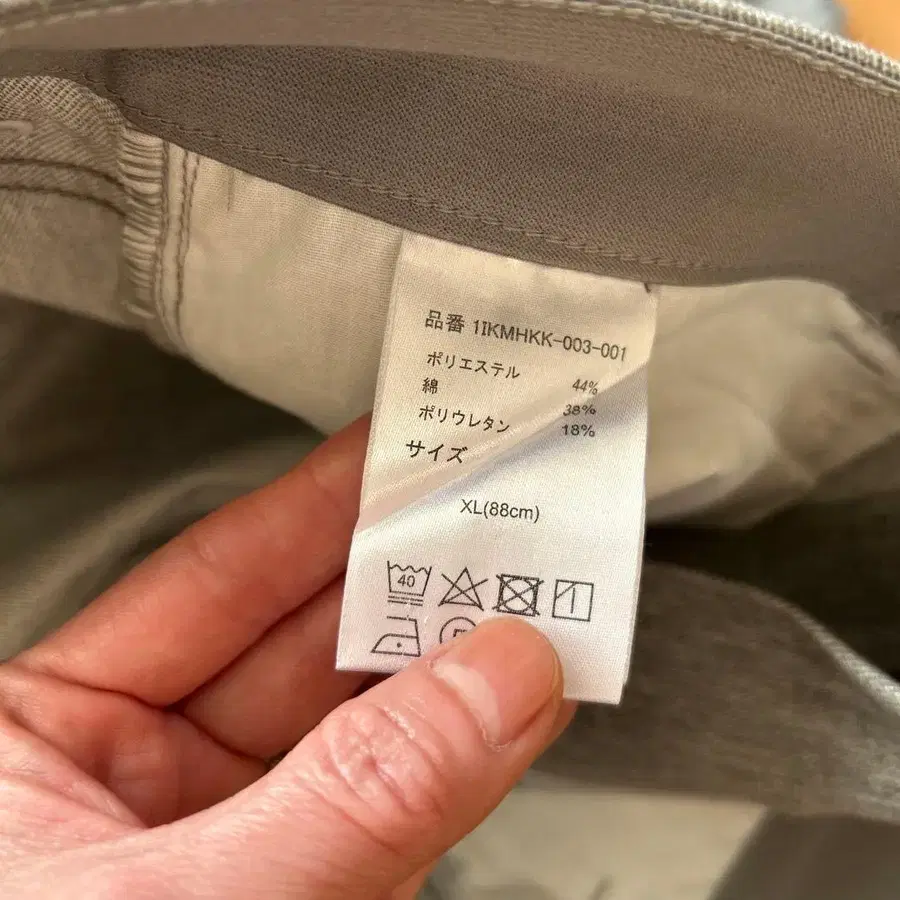 品番 1IKMHKK-003-001
ポリエステル 44%
綿 38%
ポリウレタン 18%
サイズ
XL(88cm)
40